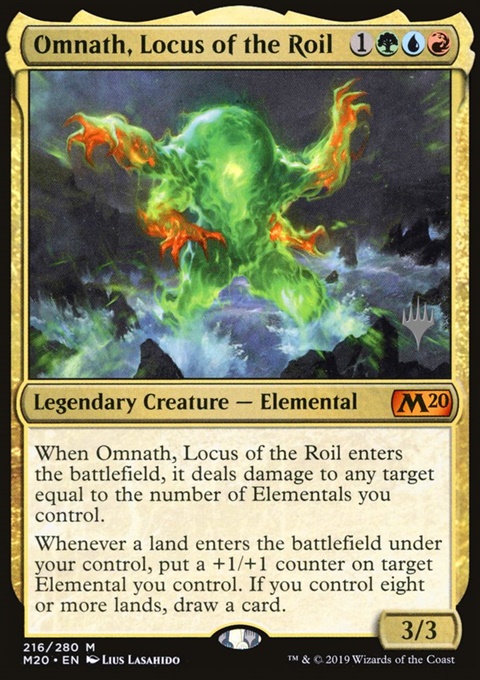 Omnath, Locus of the Roil 1
M20
Legendary Creature — Elemental
When Omnath, Locus of the Roil enters
the battlefield, it deals damage to any target
equal to the number of Elementals you
control.
Whenever a land enters the battlefield under
your control, put a +1/+1 counter on target
Elemental you control. If you control eight
or more lands, draw a card.
3/3
216/280 M
M20 • EN Lius Lasahido
™ & © 2019 Wizards of the Coast